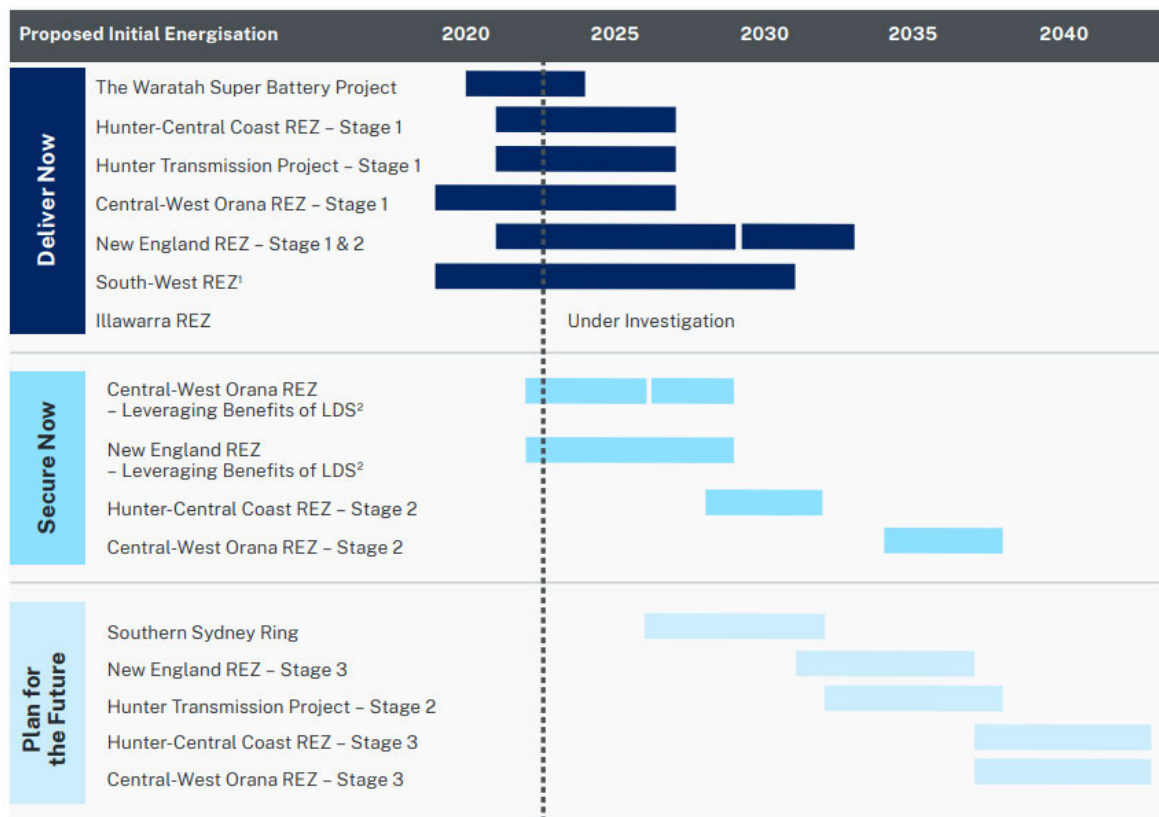 Proposed Initial Energisation 2020 2025 2030 2035 2040
Deliver Now
The Waratah Super Battery Project
Hunter-Central Coast REZ – Stage 1
Hunter Transmission Project – Stage 1
Central-West Orana REZ – Stage 1
New England REZ – Stage 1 & 2
South-West REZ¹
Illawarra REZ Under Investigation
Secure Now
Central-West Orana REZ
– Leveraging Benefits of LDS²
New England REZ
– Leveraging Benefits of LDS²
Hunter-Central Coast REZ – Stage 2
Central-West Orana REZ – Stage 2
Plan for
the Future
Southern Sydney Ring
New England REZ – Stage 3
Hunter Transmission Project – Stage 2
Hunter-Central Coast REZ – Stage 3
Central-West Orana REZ – Stage 3